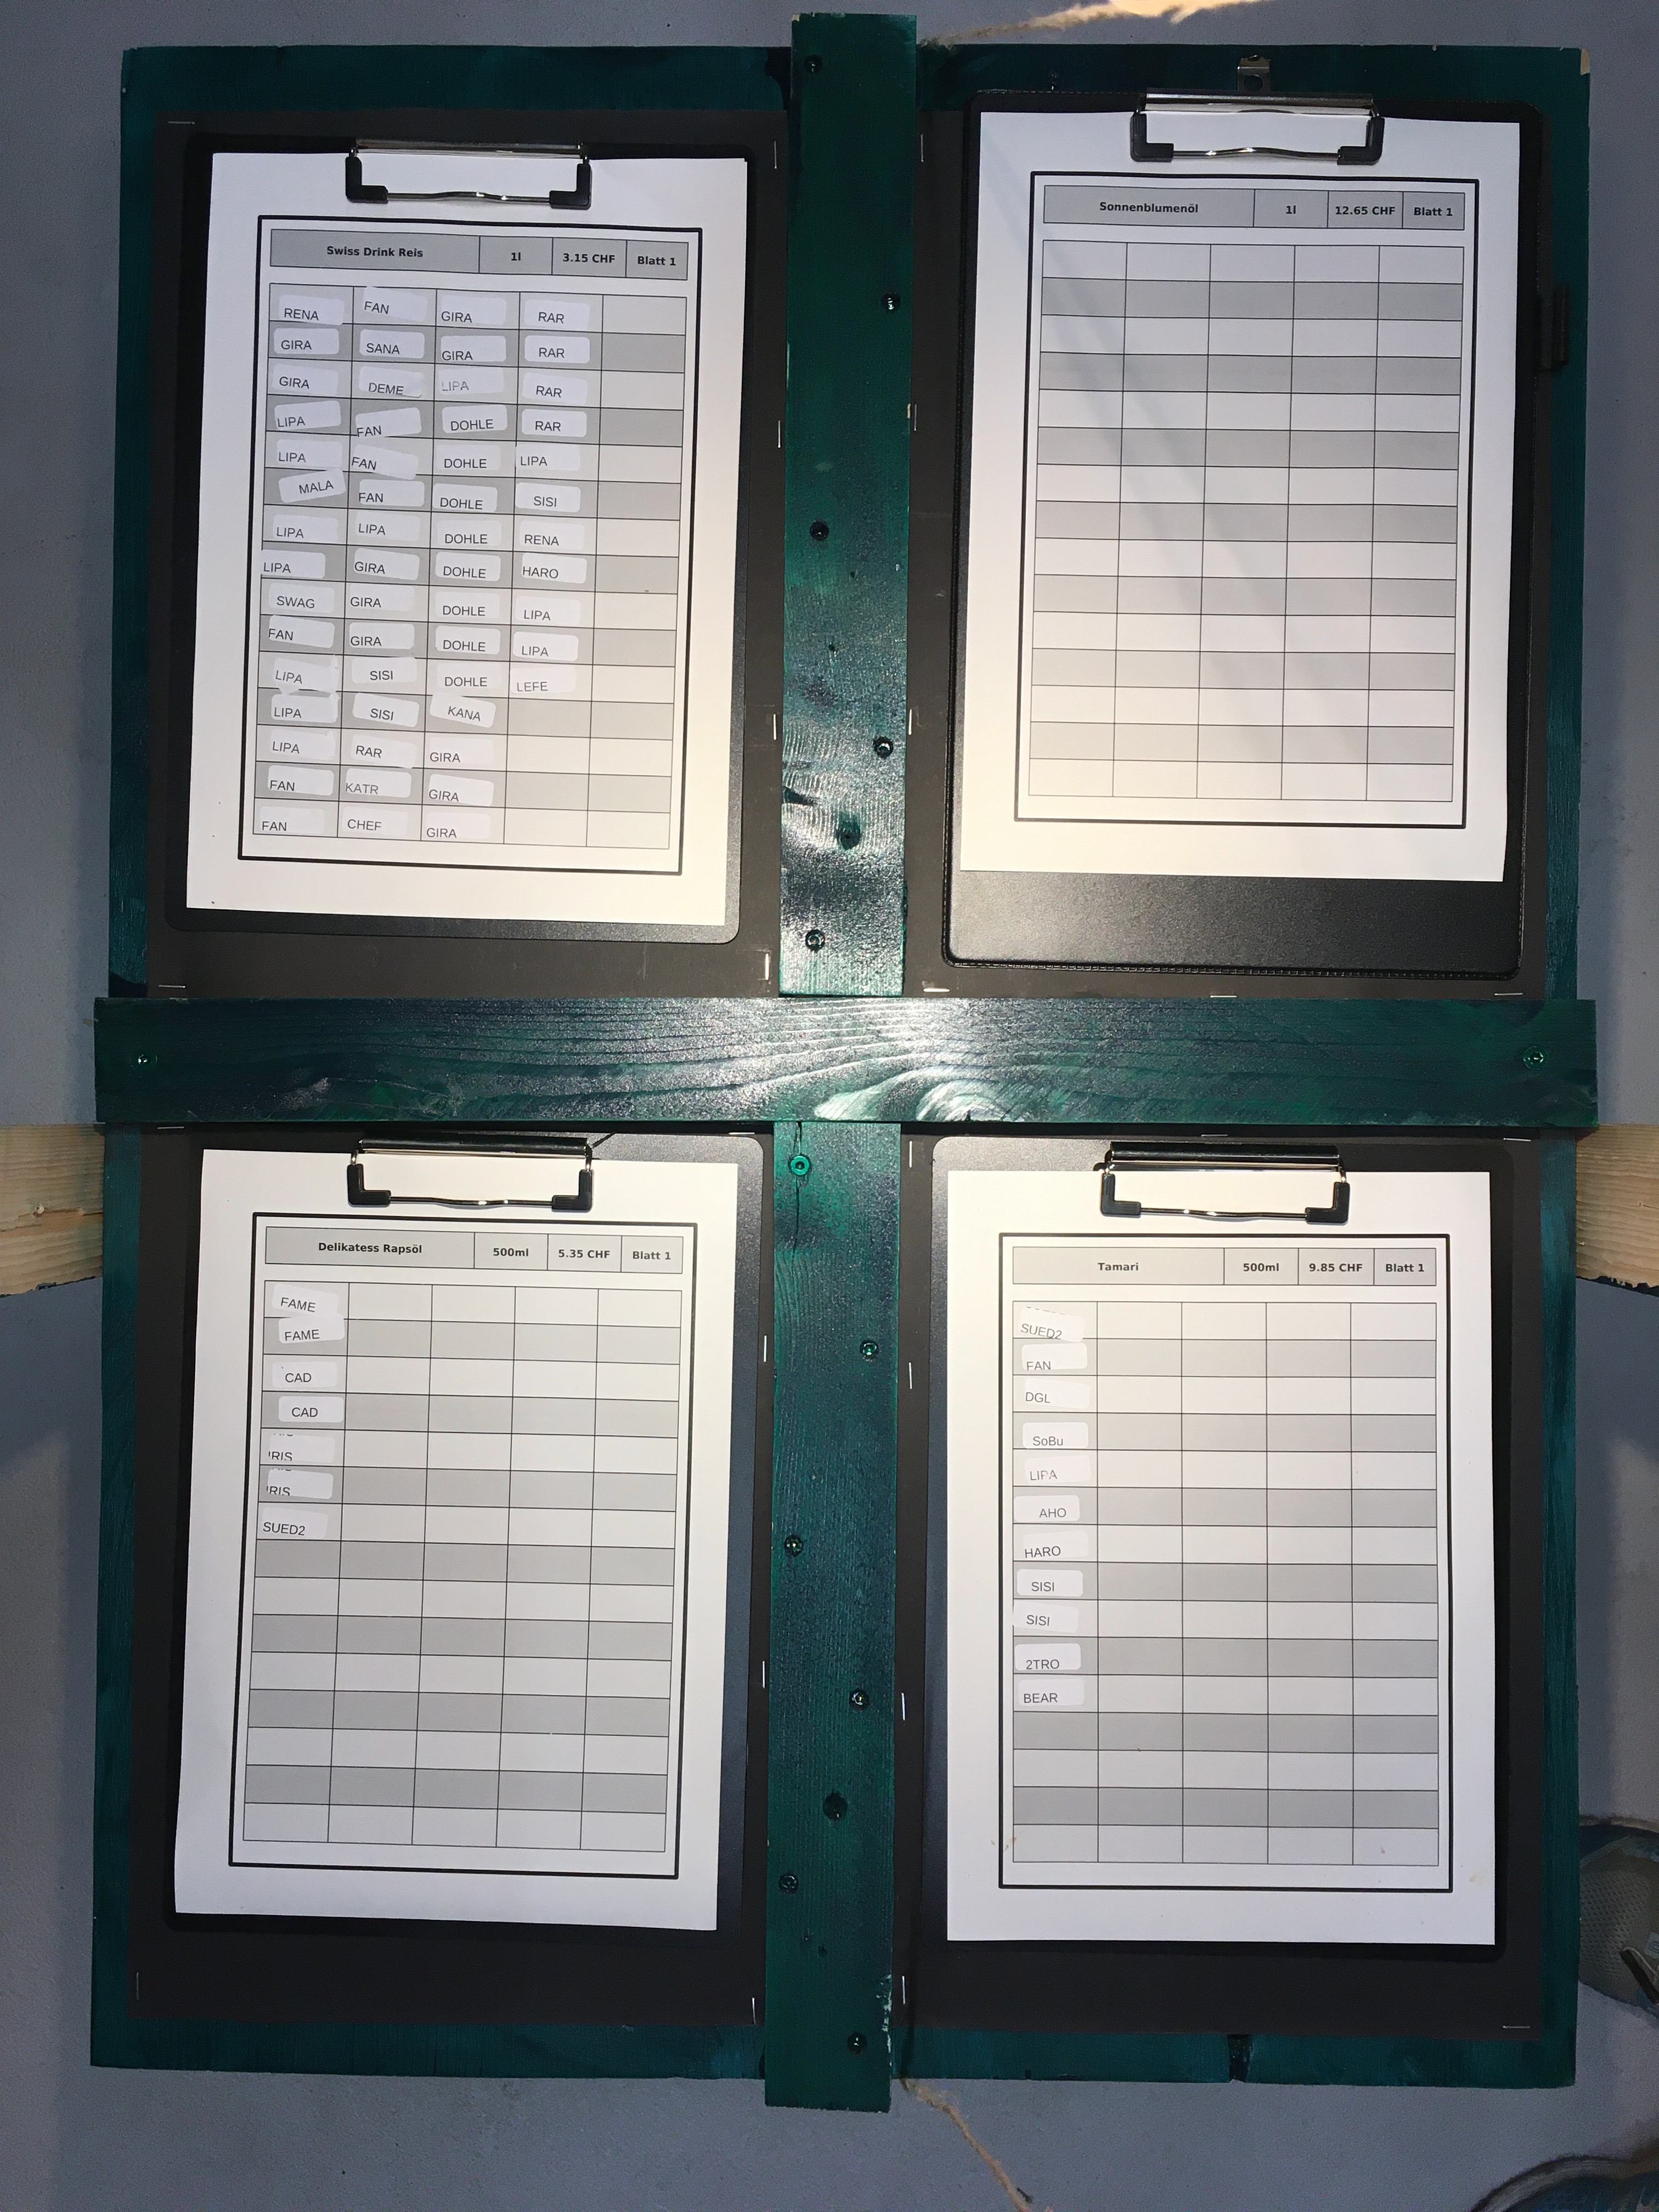 Swiss Drink Reis 1l 3.15 CHF Blatt 1
RENA FAN GIRA RAR
GIRA SANA GIRA RAR
GIRA DEME LIPA RAR
LIPA FAN DOHLE RAR
LIPA FAN DOHLE LIPA
MALA FAN DOHLE SISI
LIPA LIPA DOHLE RENA
LIPA GIRA DOHLE HARO
SWAG GIRA DOHLE LIPA
FAN GIRA DOHLE LIPA
LIPA SISI DOHLE LEFE
LIPA SISI KANA
LIPA RAR GIRA
FAN KATR GIRA
FAN CHEF GIRA
Sonnenblumenöl 1l 12.65 CHF Blatt 1
Delikatess Rapsöl 500ml 5.35 CHF Blatt 1
FAME
FAME
CAD
CAD
IRIS
IRIS
SUED2
Tamari 500ml 9.85 CHF Blatt 1
SUED2
FAN
DGL
SoBu
LIPA
AHO
HARO
SISI
SISI
2TRO
BEAR